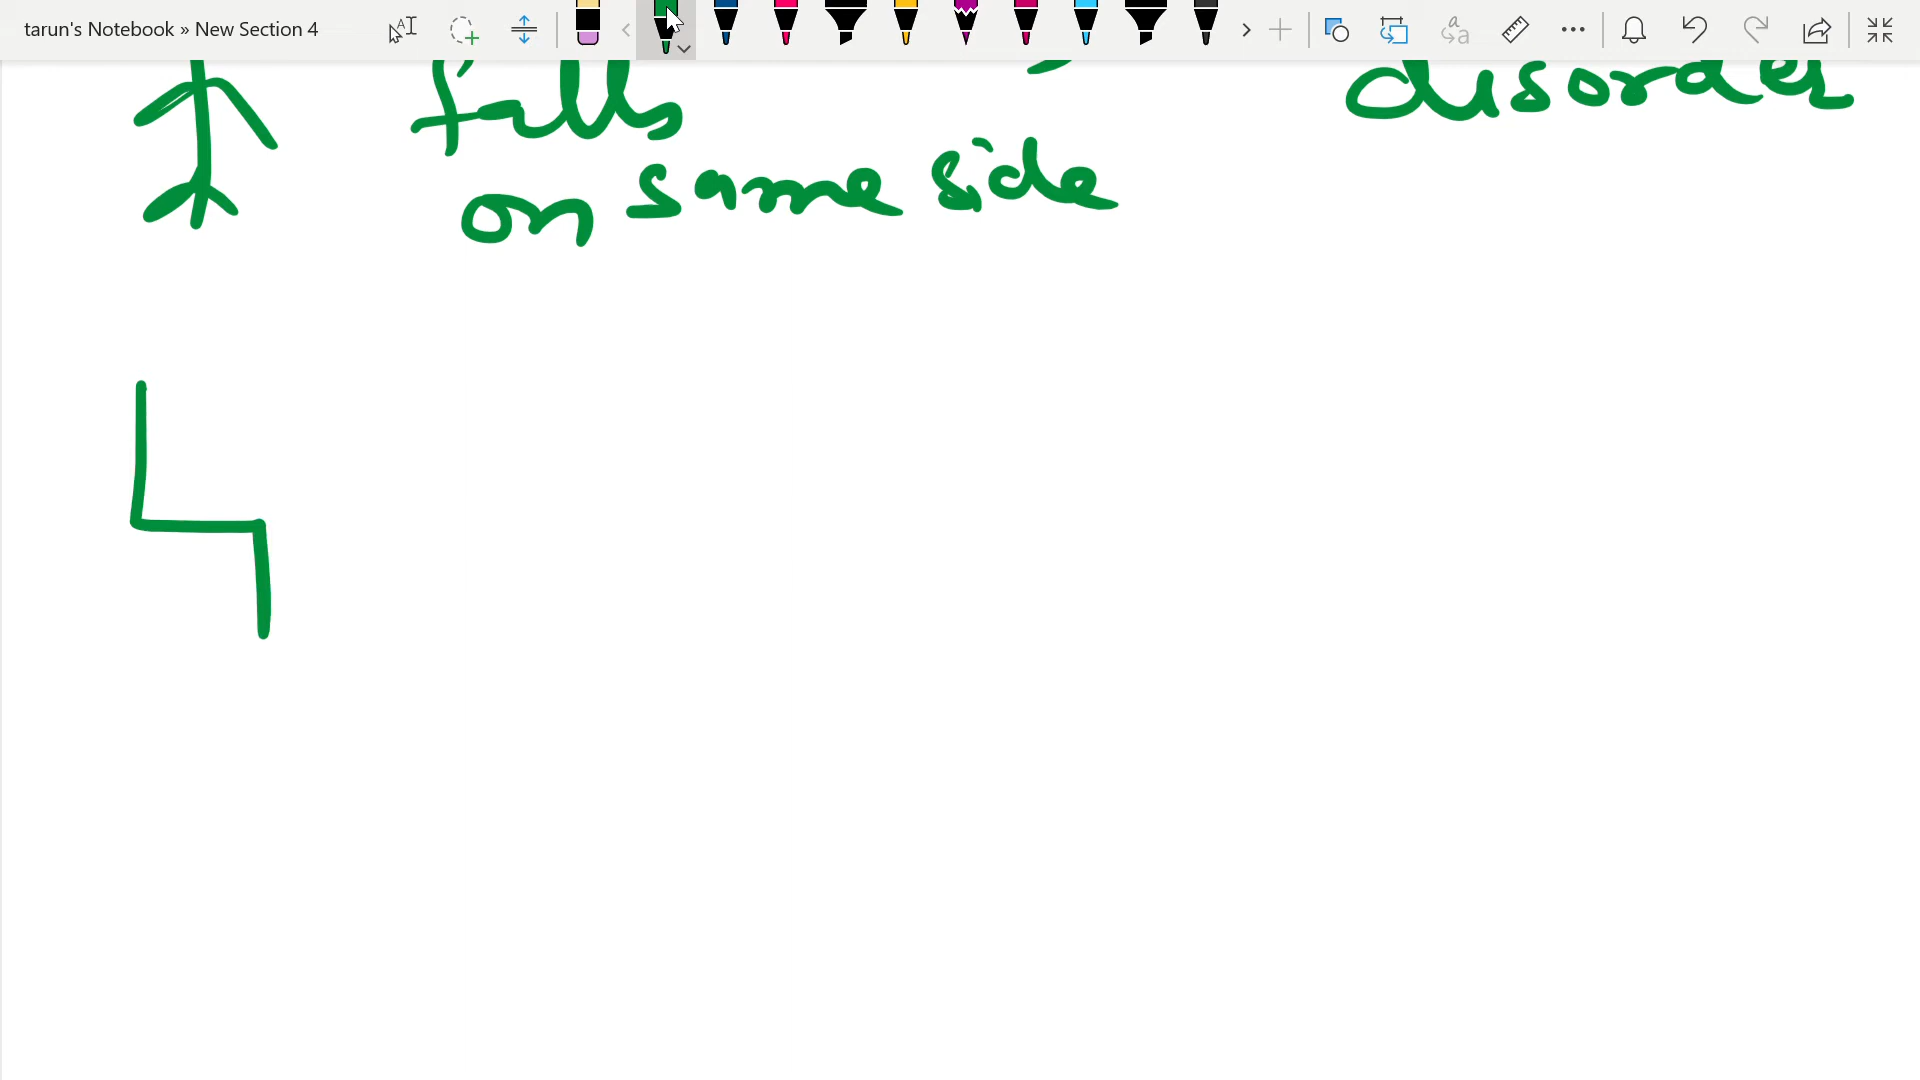 tarun's Notebook » New Section 4
falls
disorder
on same side